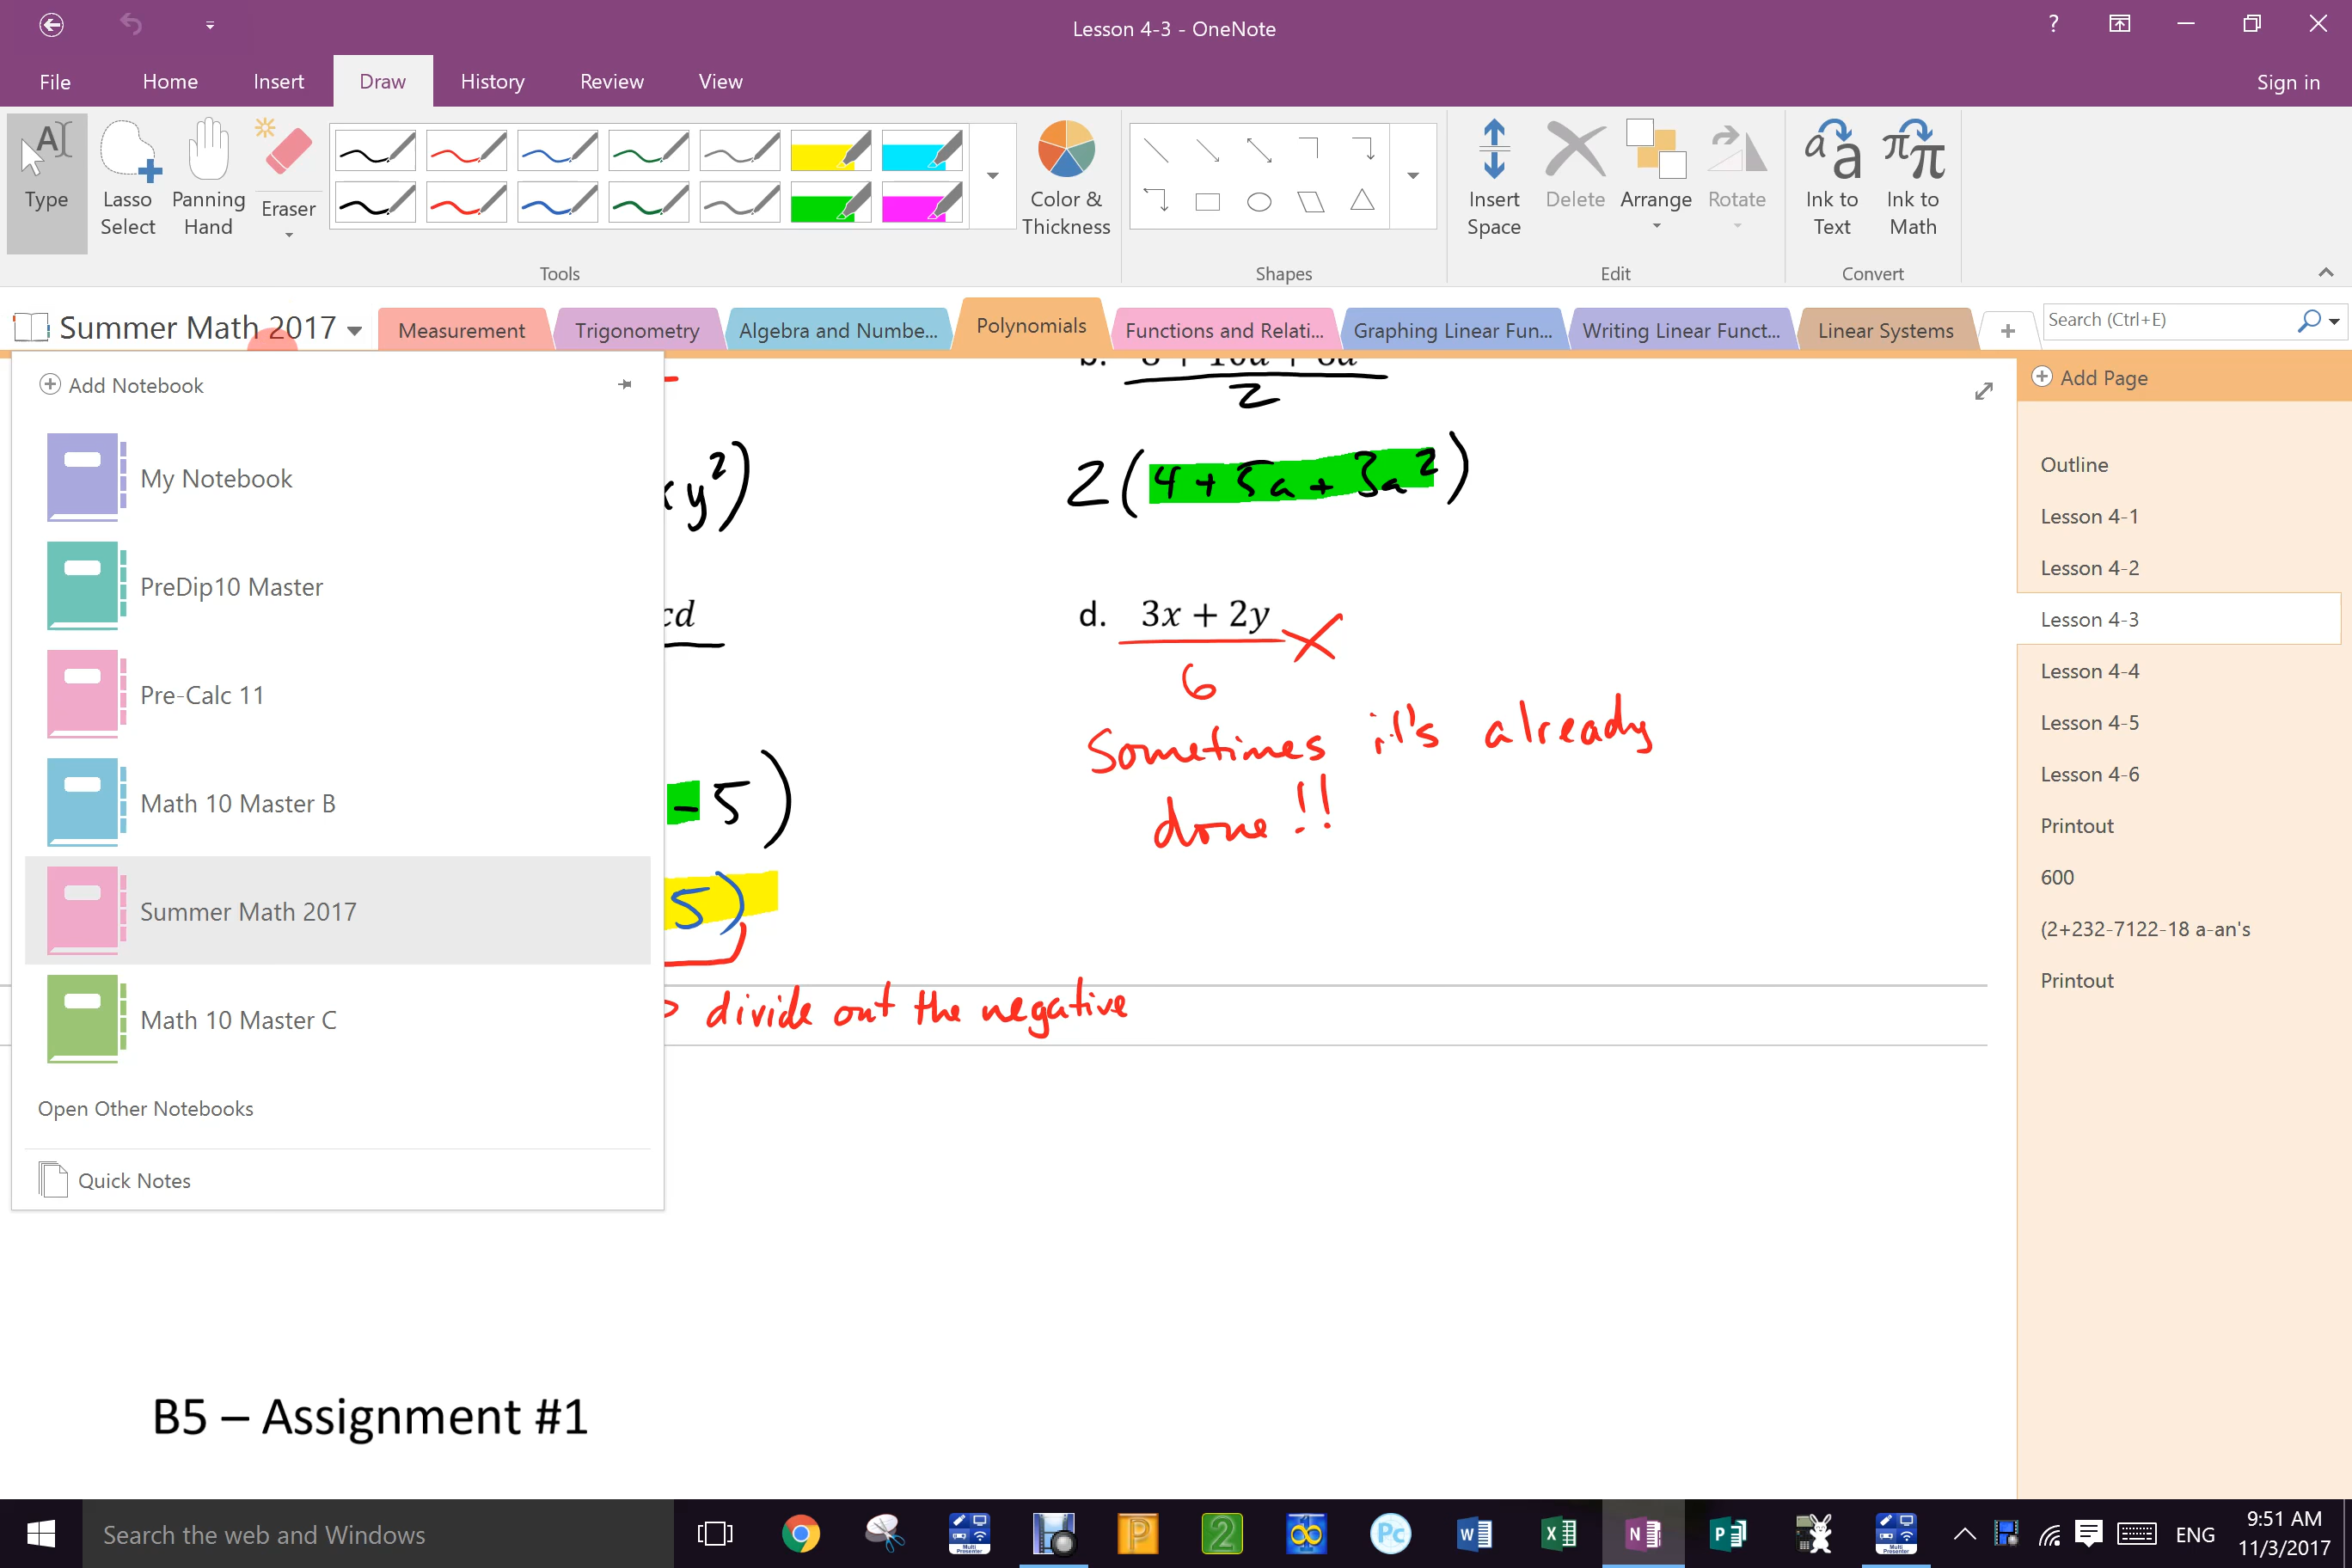 Lesson 4-3 - OneNote
File Home Insert Draw History Review View Sign in
Type
Lasso Select
Panning Hand
Eraser
Color & Thickness
Insert Space
Delete
Arrange
Rotate
Ink to Text
Ink to Math
Tools Shapes Edit Convert
Summer Math 2017
Measurement Trigonometry Algebra and Numbe... Polynomials Functions and Relati... Graphing Linear Fun... Writing Linear Funct... Linear Systems
Search (Ctrl+E)
Add Notebook
My Notebook
PreDip10 Master
Pre-Calc 11
Math 10 Master B
Summer Math 2017
Math 10 Master C
Open Other Notebooks
Quick Notes
2
y²)
2(4 + 5a + 3a²)
cd
d. 3x + 2y
6
Sometimes it's already
done!!
- 5)
5)
divide out the negative
B5 – Assignment #1
Add Page
Outline
Lesson 4-1
Lesson 4-2
Lesson 4-3
Lesson 4-4
Lesson 4-5
Lesson 4-6
Printout
600
(2+232-7122-18 a-an's
Printout
Search the web and Windows
ENG
9:51 AM
11/3/2017